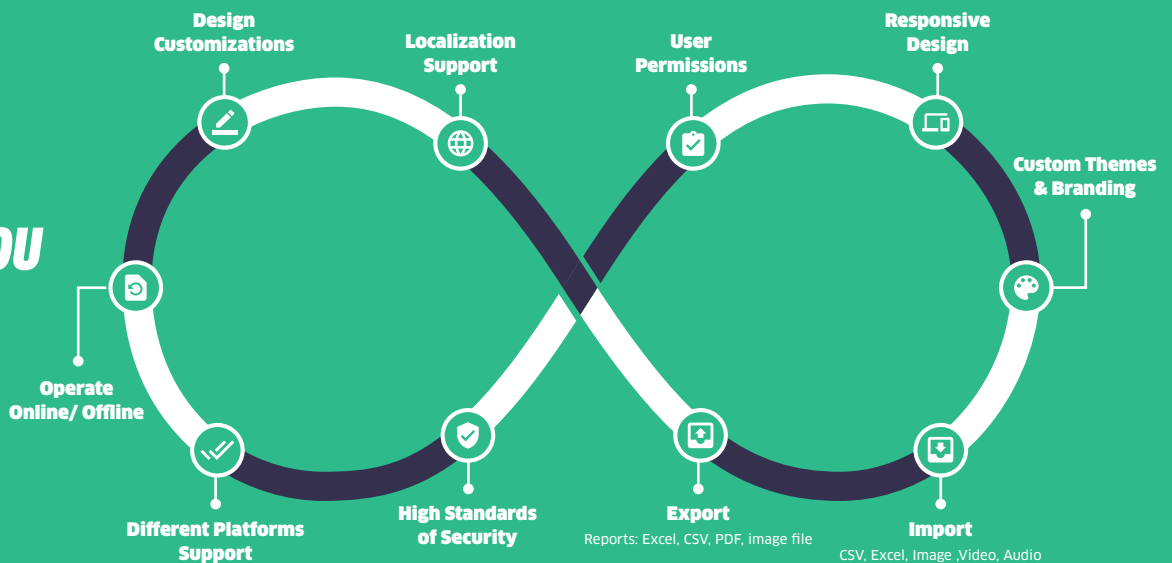 Design
Customizations
Localization
Support
User
Permissions
Responsive
Design
Custom Themes
& Branding
OU
Operate
Online/ Offline
Different Platforms
Support
High Standards
of Security
Export
Reports: Excel, CSV, PDF, image file
Import
CSV, Excel, Image ,Video, Audio